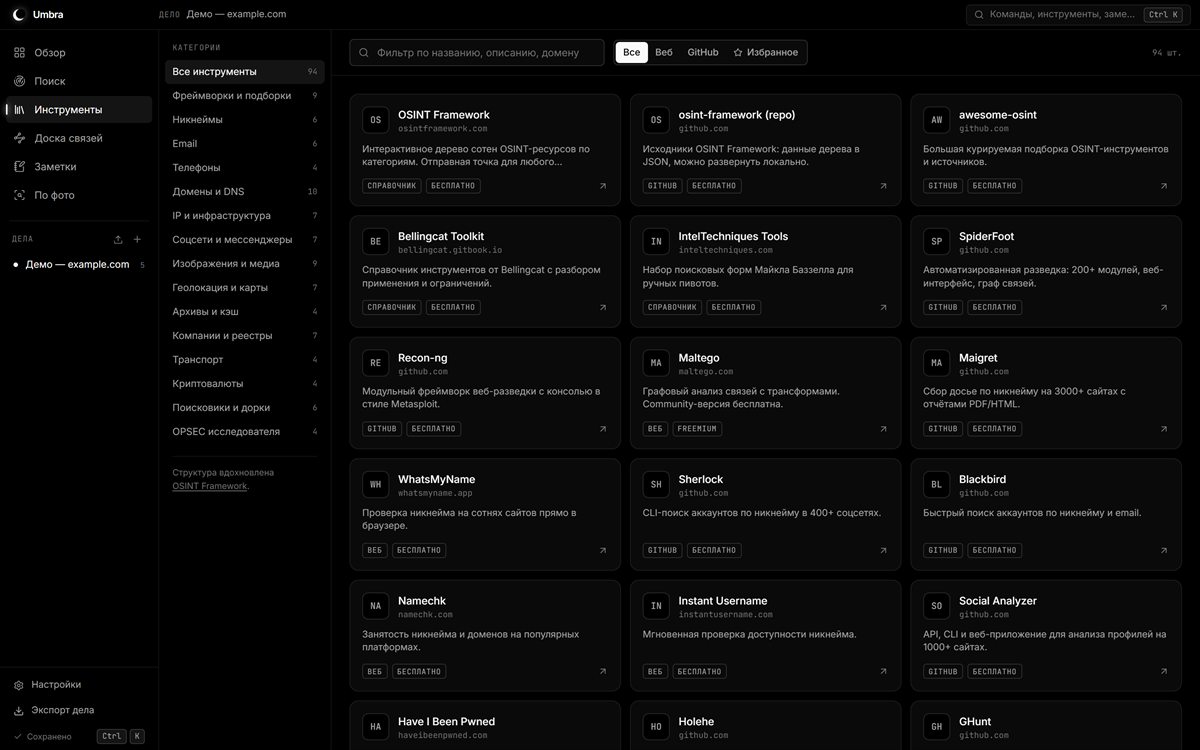 Umbra
ДЕЛО Демо — example.com
Команды, инструменты, заме... Ctrl K
Обзор
Поиск
Инструменты
Доска связей
Заметки
По фото
ДЕЛА
Демо — example.com 5
Настройки
Экспорт дела
Сохранено Ctrl K
КАТЕГОРИИ
Все инструменты 94
Фреймворки и подборки 9
Никнеймы 6
Email 6
Телефоны 4
Домены и DNS 10
IP и инфраструктура 7
Соцсети и мессенджеры 7
Изображения и медиа 9
Геолокация и карты 7
Архивы и кэш 4
Компании и реестры 7
Транспорт 4
Криптовалюты 4
Поисковики и дорки 6
OPSEC исследователя 4
Структура вдохновлена
OSINT Framework.
Фильтр по названию, описанию, домену
Все Веб GitHub Избранное
94 шт.
OS
OSINT Framework
osintframework.com
Интерактивное дерево сотен OSINT-ресурсов по
категориям. Отправная точка для любого...
СПРАВОЧНИК БЕСПЛАТНО
OS
osint-framework (repo)
github.com
Исходники OSINT Framework: данные дерева в
JSON, можно развернуть локально.
GITHUB БЕСПЛАТНО
AW
awesome-osint
github.com
Большая курируемая подборка OSINT-инструментов
и источников.
GITHUB БЕСПЛАТНО
BE
Bellingcat Toolkit
bellingcat.gitbook.io
Справочник инструментов от Bellingcat с разбором
применения и ограничений.
СПРАВОЧНИК БЕСПЛАТНО
IN
IntelTechniques Tools
inteltechniques.com
Набор поисковых форм Майкла Баззелла для
ручных пивотов.
СПРАВОЧНИК БЕСПЛАТНО
SP
SpiderFoot
github.com
Автоматизированная разведка: 200+ модулей, веб-
интерфейс, граф связей.
GITHUB БЕСПЛАТНО
RE
Recon-ng
github.com
Модульный фреймворк веб-разведки с консолью в
стиле Metasploit.
GITHUB БЕСПЛАТНО
MA
Maltego
maltego.com
Графовый анализ связей с трансформами.
Community-версия бесплатна.
ВЕБ FREEMIUM
MA
Maigret
github.com
Сбор досье по никнейму на 3000+ сайтах с
отчётами PDF/HTML.
GITHUB БЕСПЛАТНО
WH
WhatsMyName
whatsmyname.app
Проверка никнейма на сотнях сайтов прямо в
браузере.
ВЕБ БЕСПЛАТНО
SH
Sherlock
github.com
CLI-поиск аккаунтов по никнейму в 400+ соцсетях.
GITHUB БЕСПЛАТНО
BL
Blackbird
github.com
Быстрый поиск аккаунтов по никнейму и email.
GITHUB БЕСПЛАТНО
NA
Namechk
namechk.com
Занятость никнейма и доменов на популярных
платформах.
ВЕБ БЕСПЛАТНО
IN
Instant Username
instantusername.com
Мгновенная проверка доступности никнейма.
ВЕБ БЕСПЛАТНО
SO
Social Analyzer
github.com
API, CLI и веб-приложение для анализа профилей на
1000+ сайтах.
GITHUB БЕСПЛАТНО
HA
Have I Been Pwned
haveibeenpwned.com
HO
Holehe
github.com
GH
GHunt
github.com